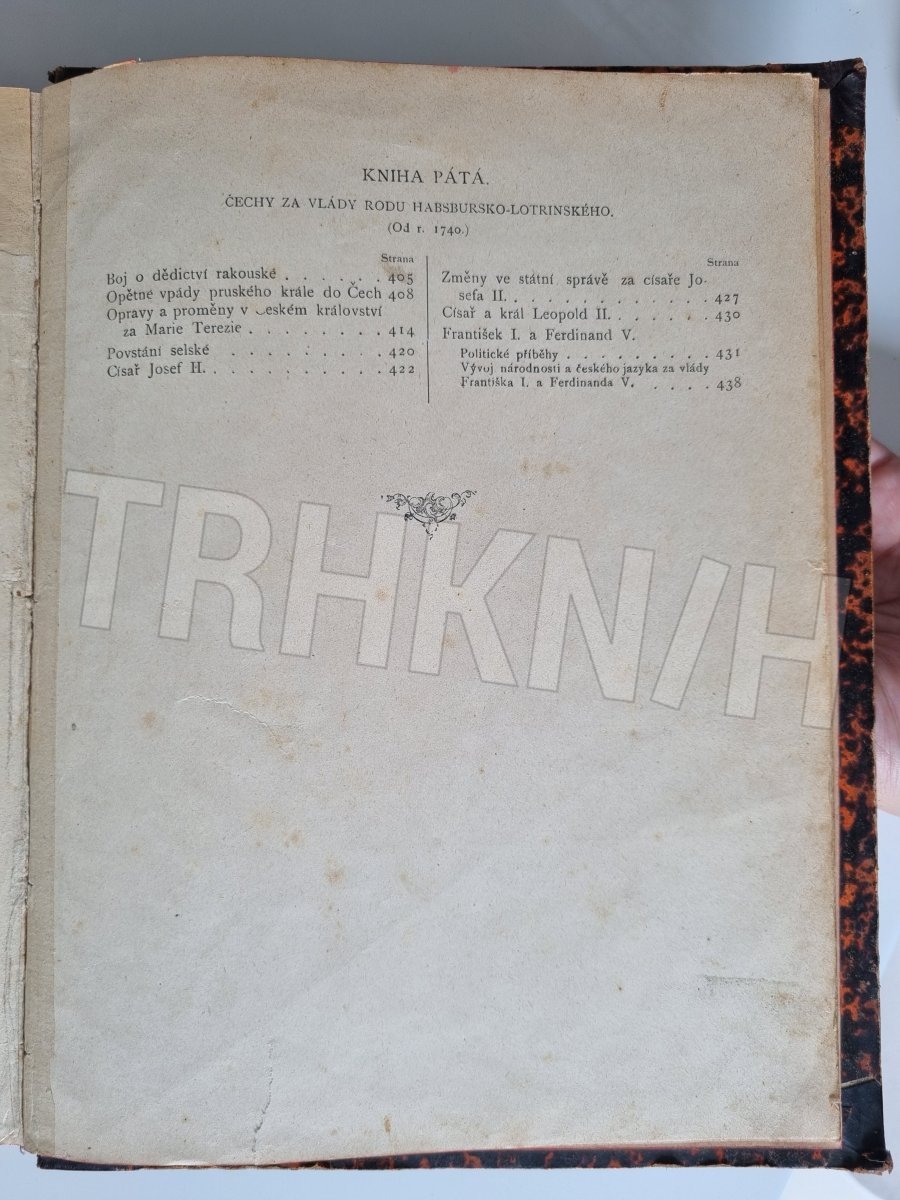 KNIHA PÁTÁ.
ČECHY ZA VLÁDY RODU HABSBURSKO-LOTRINSKÉHO.
(Od r. 1740.)
Strana
Boj o dědictví rakouské . . . . . . 405
Opětné vpády pruského krále do Čech 408
Opravy a proměny v Českém království
za Marie Terezie . . . . . . . . 414
Povstání selské . . . . . . . . 420
Císař Josef II. . . . . . . . . . 422
Strana
Změny ve státní správě za císaře Jo-
sefa II. . . . . . . . . . . . 427
Císař a král Leopold II. . . . . . . 430
František I. a Ferdinand V.
Politické příběhy . . . . . . . . . 431
Vývoj národnosti a českého jazyka za vlády
Františka I. a Ferdinanda V. . . . . 438
TRHKNIH